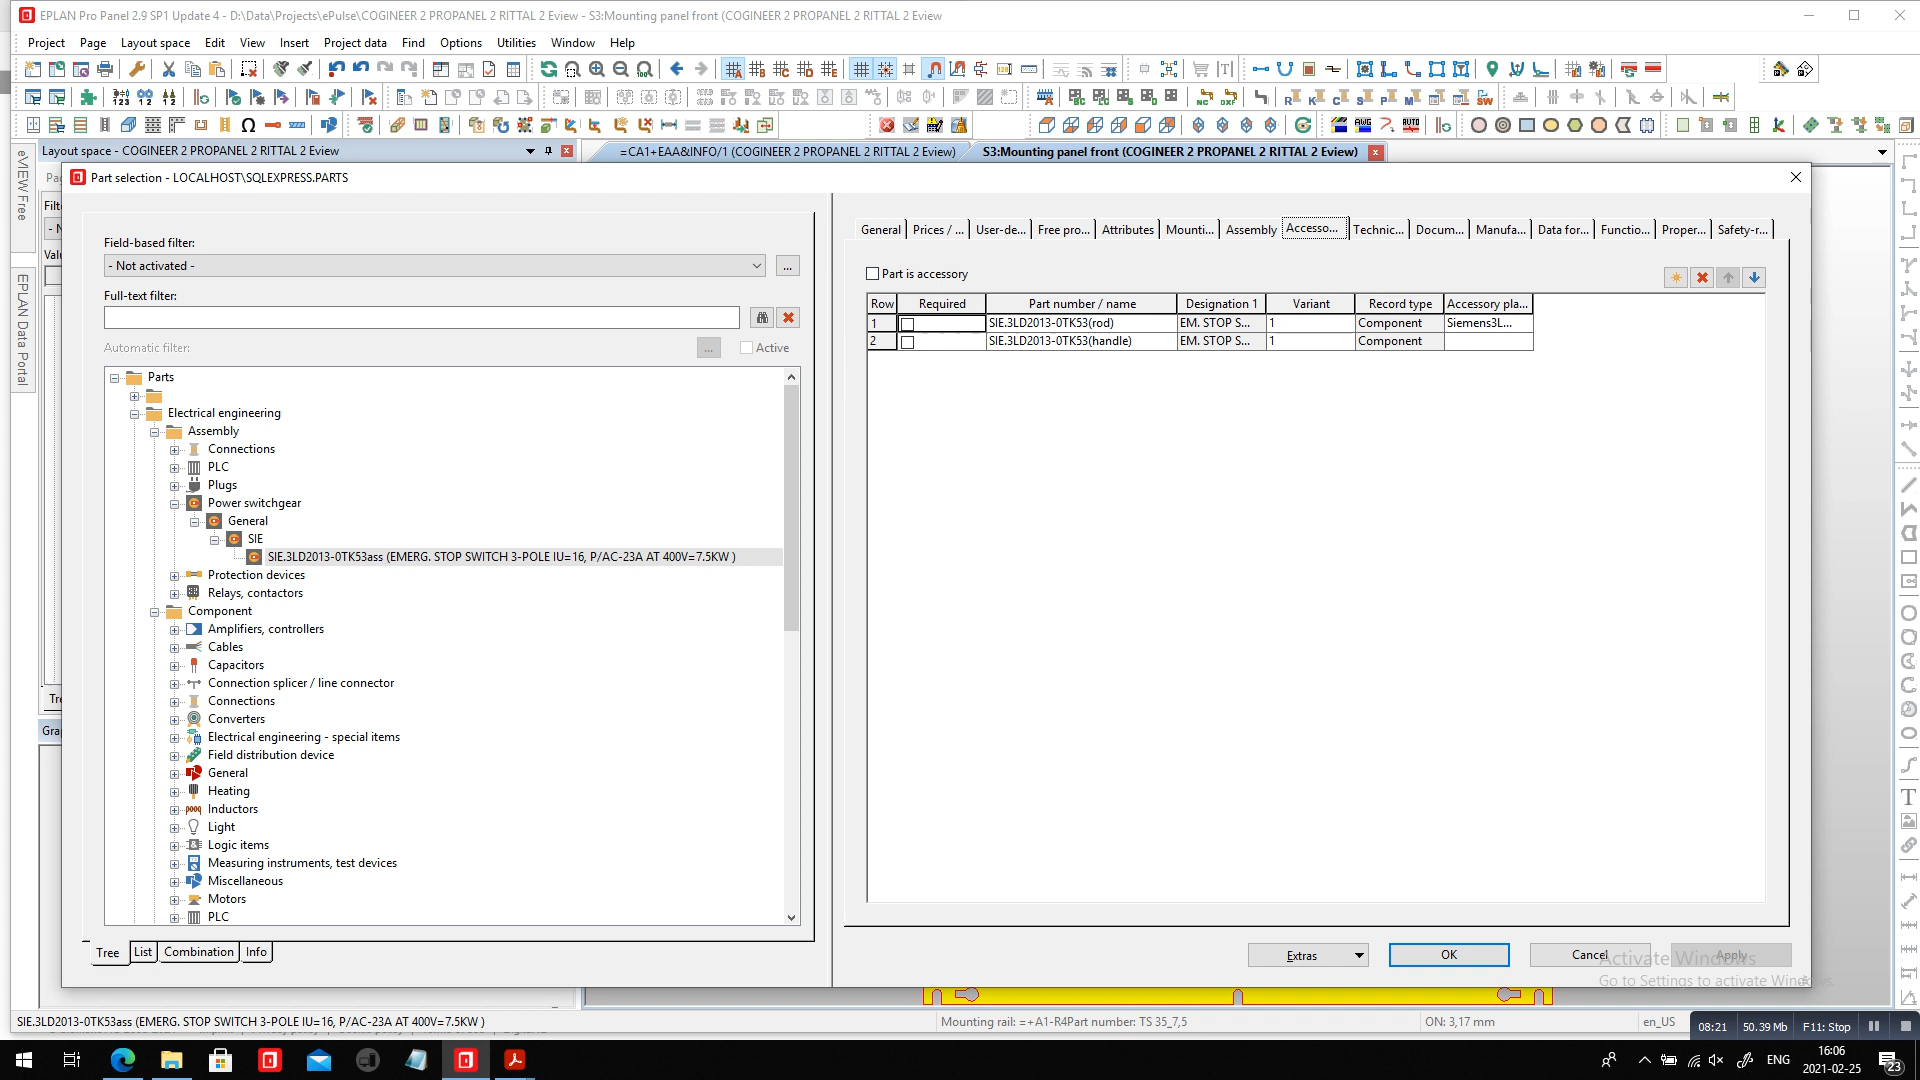 EPLAN Pro Panel 2.9 SP1 Update 4 - D:\Data\Projects\ePulse\COGINEER 2 PROPANEL 2 RITTAL 2 Eview - S3:Mounting panel front (COGINEER 2 PROPANEL 2 RITTAL 2 Eview
Project Page Layout space Edit View Insert Project data Find Options Utilities Window Help
Layout space - COGINEER 2 PROPANEL 2 RITTAL 2 Eview
=CA1+EAA&INFO/1 (COGINEER 2 PROPANEL 2 RITTAL 2 Eview)
S3:Mounting panel front (COGINEER 2 PROPANEL 2 RITTAL 2 Eview)
eVIEW Free
EPLAN Data Portal
Part selection - LOCALHOST\SQLEXPRESS.PARTS
Field-based filter:
- Not activated -
...
Full-text filter:
Automatic filter:
...
Active
Parts
Electrical engineering
Assembly
Connections
PLC
Plugs
Power switchgear
General
SIE
SIE.3LD2013-0TK53ass (EMERG. STOP SWITCH 3-POLE IU=16, P/AC-23A AT 400V=7.5KW )
Protection devices
Relays, contactors
Component
Amplifiers, controllers
Cables
Capacitors
Connection splicer / line connector
Connections
Converters
Electrical engineering - special items
Field distribution device
General
Heating
Inductors
Light
Logic items
Measuring instruments, test devices
Miscellaneous
Motors
PLC
Tree List Combination Info
General Prices / ... User-de... Free pro... Attributes Mounti... Assembly Accesso... Technic... Docum... Manufa... Data for... Functio... Proper... Safety-r...
Part is accessory
Row Required Part number / name Designation 1 Variant Record type Accessory pla...
1 SIE.3LD2013-0TK53(rod) EM. STOP S... 1 Component Siemens3L...
2 SIE.3LD2013-0TK53(handle) EM. STOP S... 1 Component
Extras OK Cancel Apply
Activate Windows
Go to Settings to activate Windows.
SIE.3LD2013-0TK53ass (EMERG. STOP SWITCH 3-POLE IU=16, P/AC-23A AT 400V=7.5KW )
Mounting rail: =+A1-R4Part number: TS 35_7,5
ON: 3,17 mm
en_US
08:21 50.39 Mb F11: Stop
ENG
16:06
2021-02-25
23